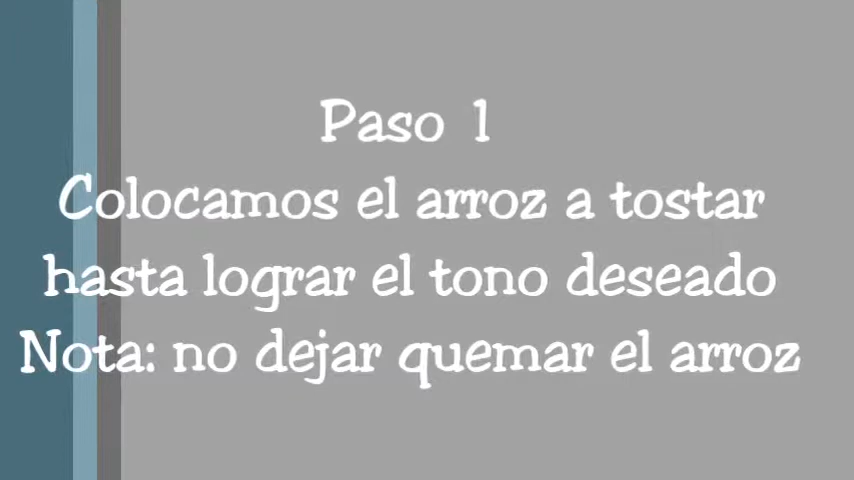 Paso 1
Colocamos el arroz a tostar
hasta lograr el tono deseado
Nota: no dejar quemar el arroz